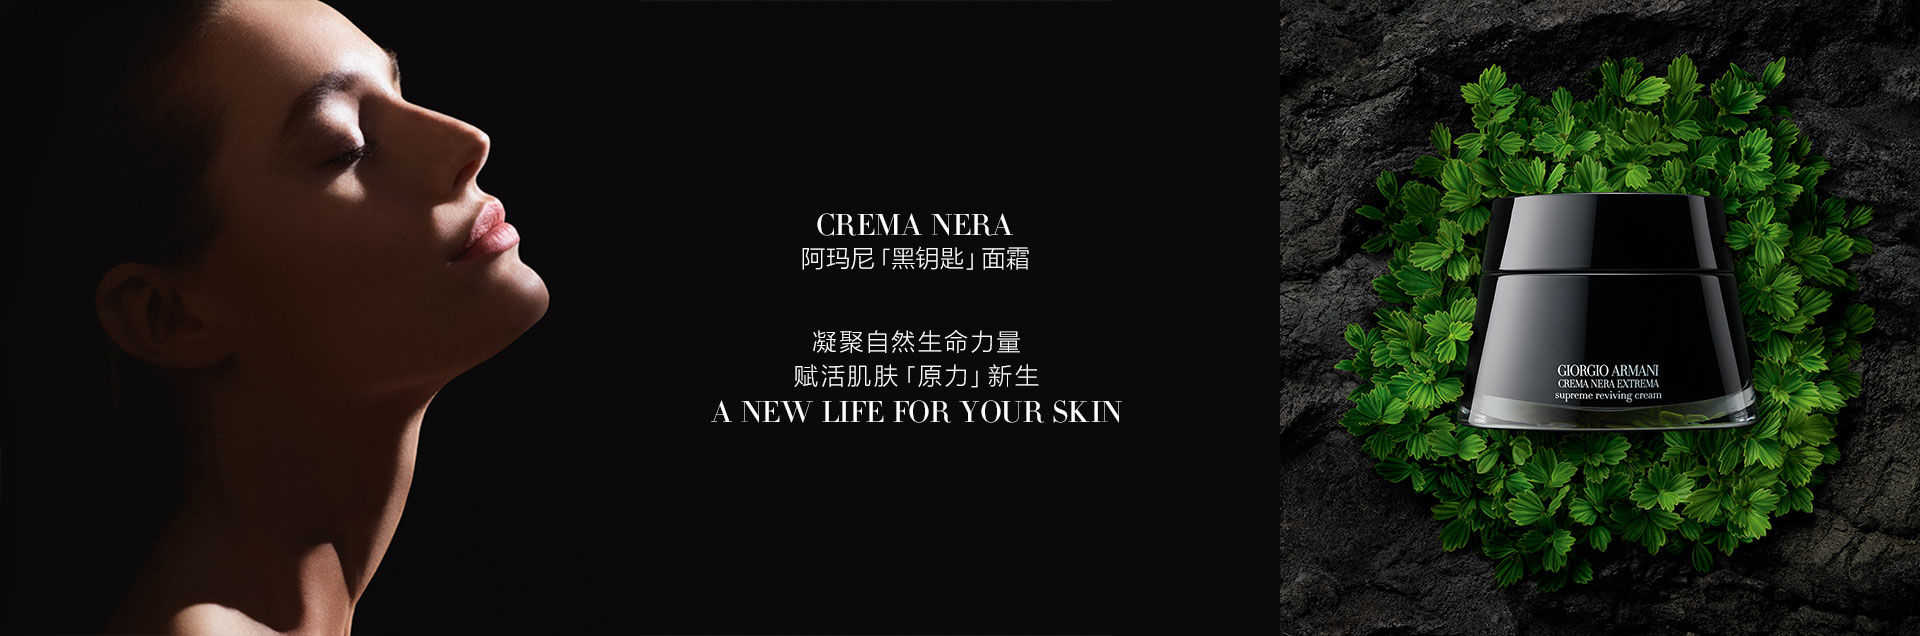 CREMA NERA
阿玛尼「黑钥匙」面霜
凝聚自然生命力量
赋活肌肤「原力」新生
A NEW LIFE FOR YOUR SKIN
GIORGIO ARMANI
CREMA NERA EXTREMA
supreme reviving cream